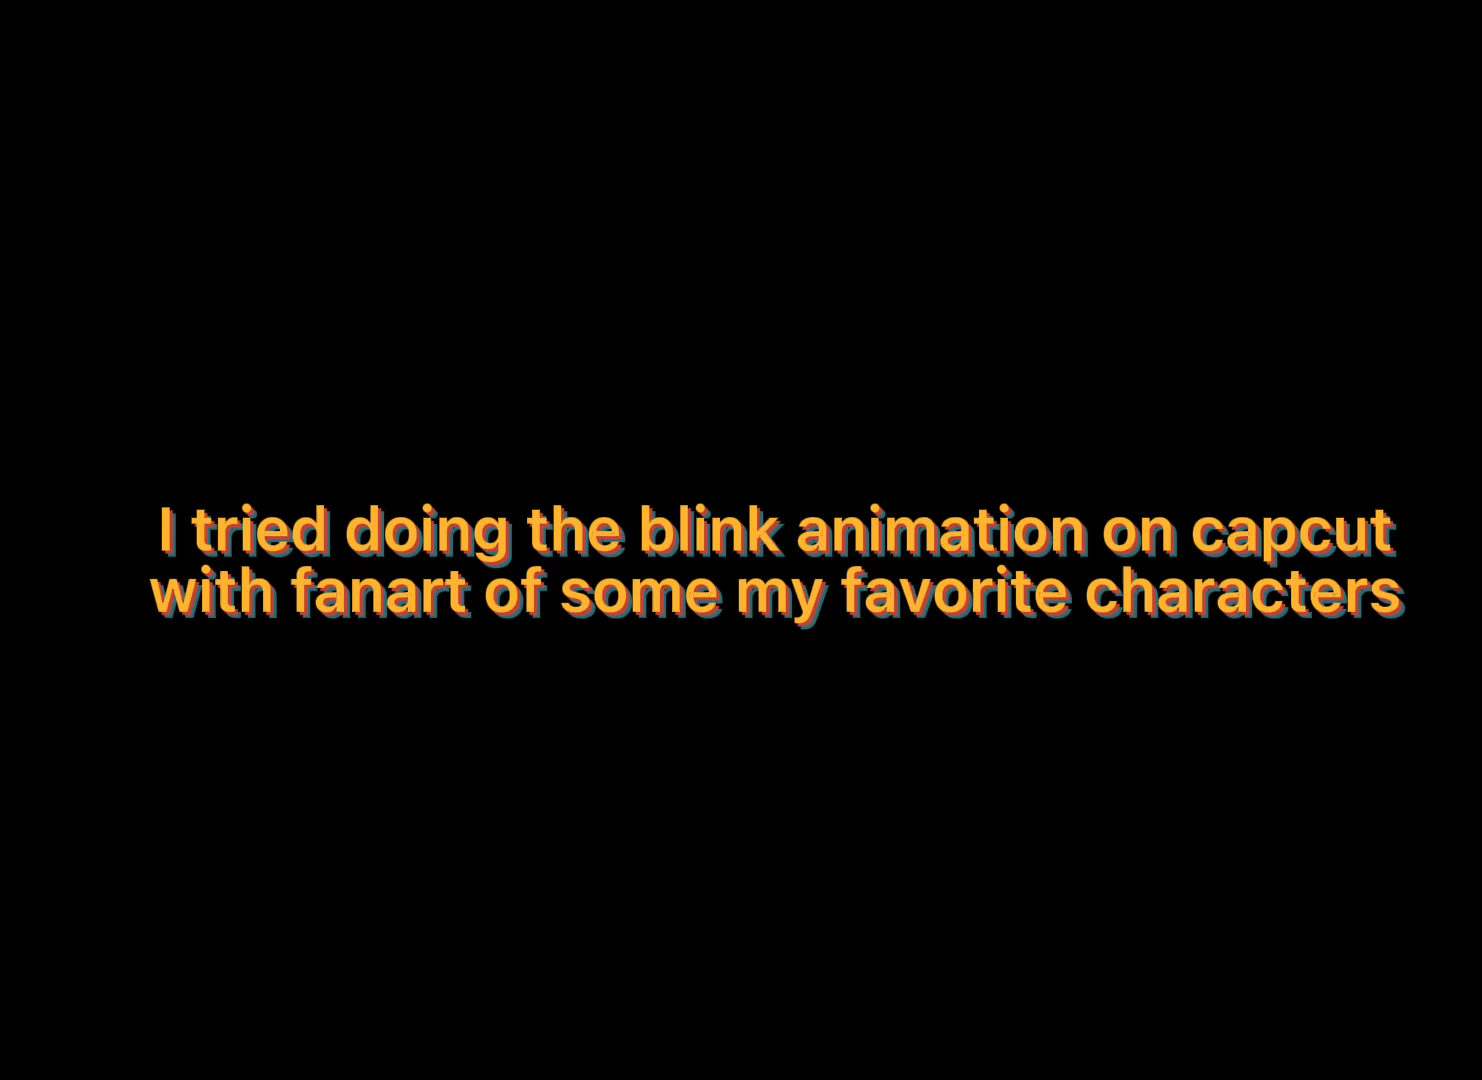 I tried doing the blink animation on capcut
with fanart of some my favorite characters